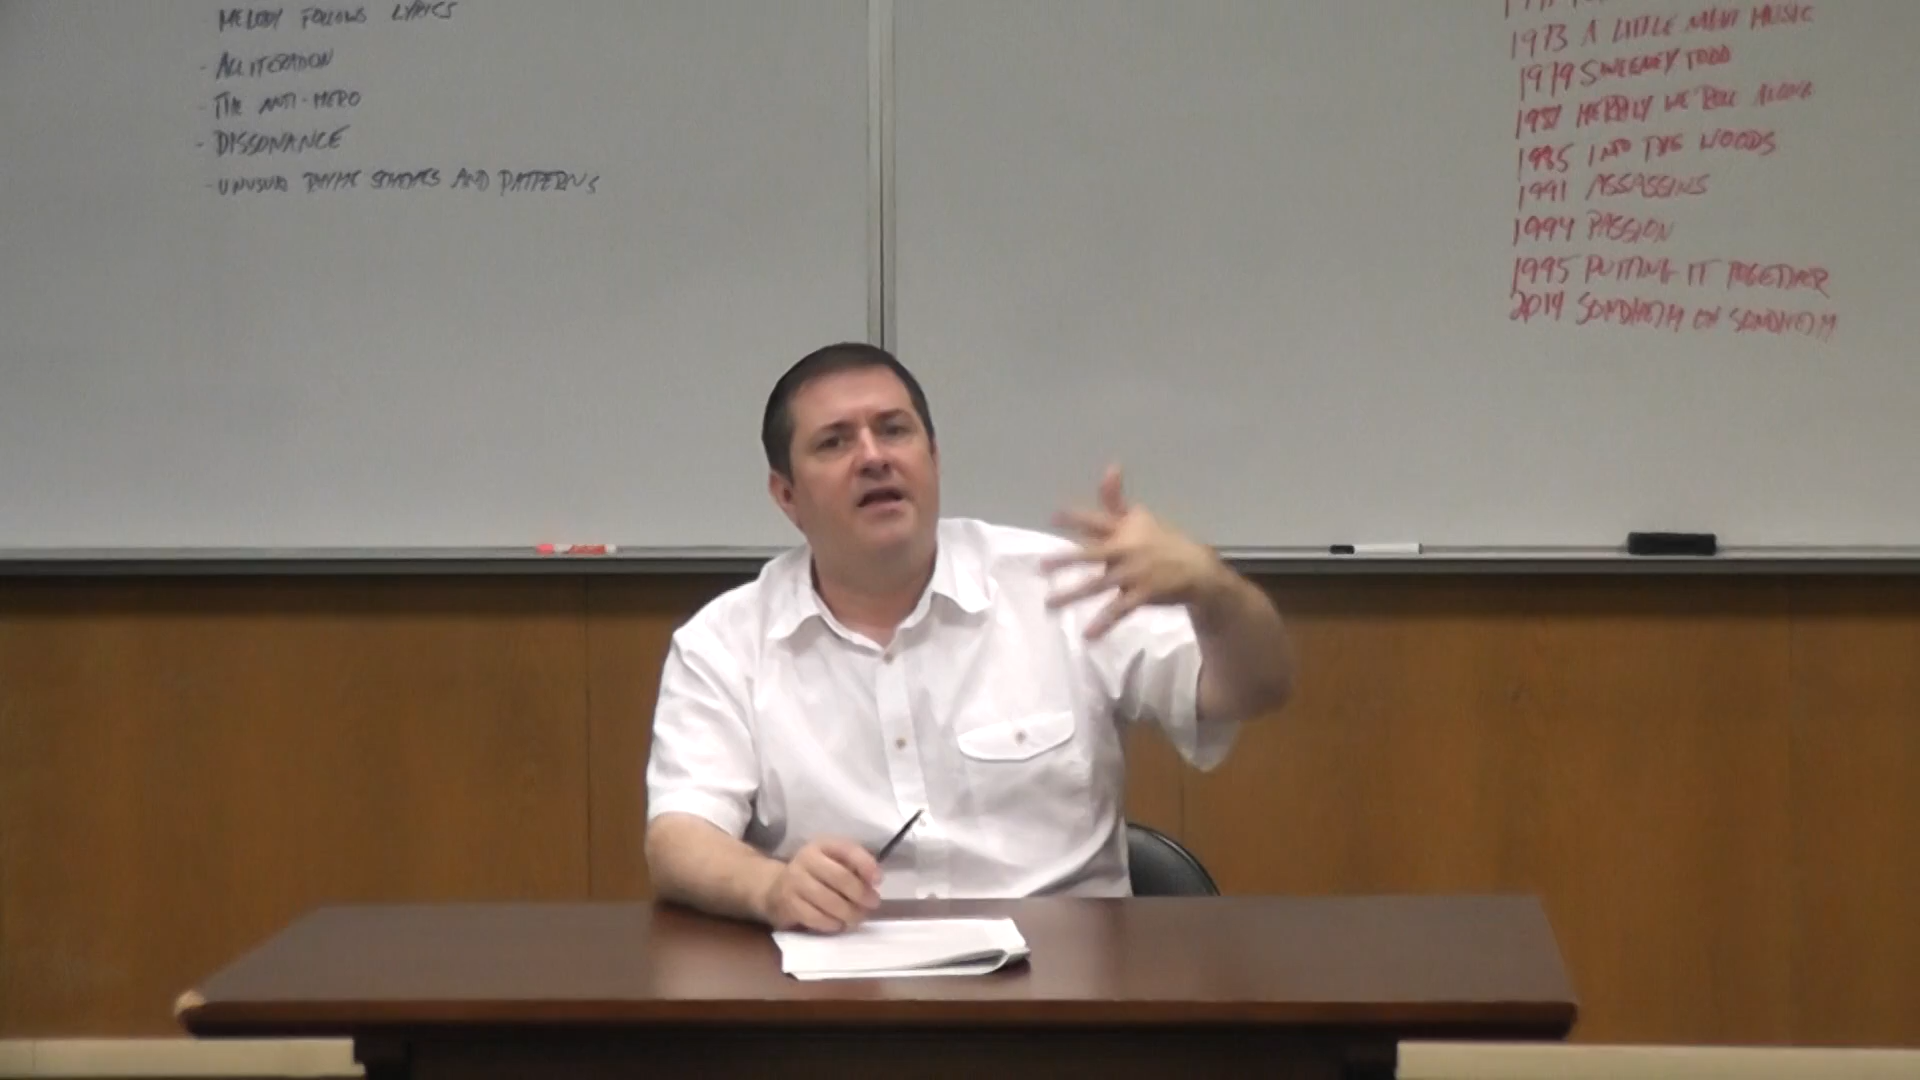 MELODY FOLLOWS LYRICS
- ALLITERATION
- THE ANTI-HERO
- DISSONANCE
- UNUSUAL RHYME SCHEMES AND PATTERNS
1973 A LITTLE NIGHT MUSIC
1979 SWEENEY TODD
1981 MERRILY WE ROLL ALONG
1985 INTO THE WOODS
1991 ASSASSINS
1994 PASSION
1995 PUTTING IT TOGETHER
2014 SONDHEIM ON SONDHEIM